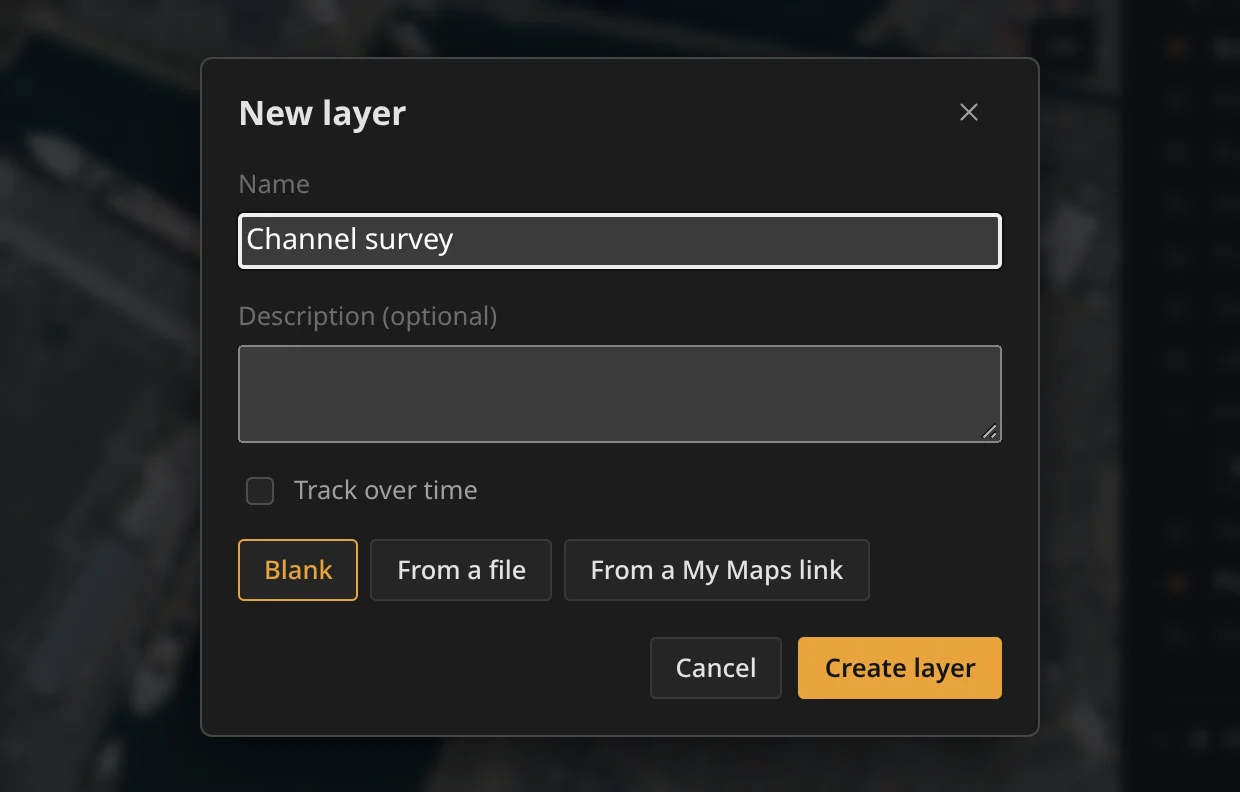 New layer
Name
Channel survey
Description (optional)
Track over time
Blank From a file From a My Maps link
Cancel Create layer